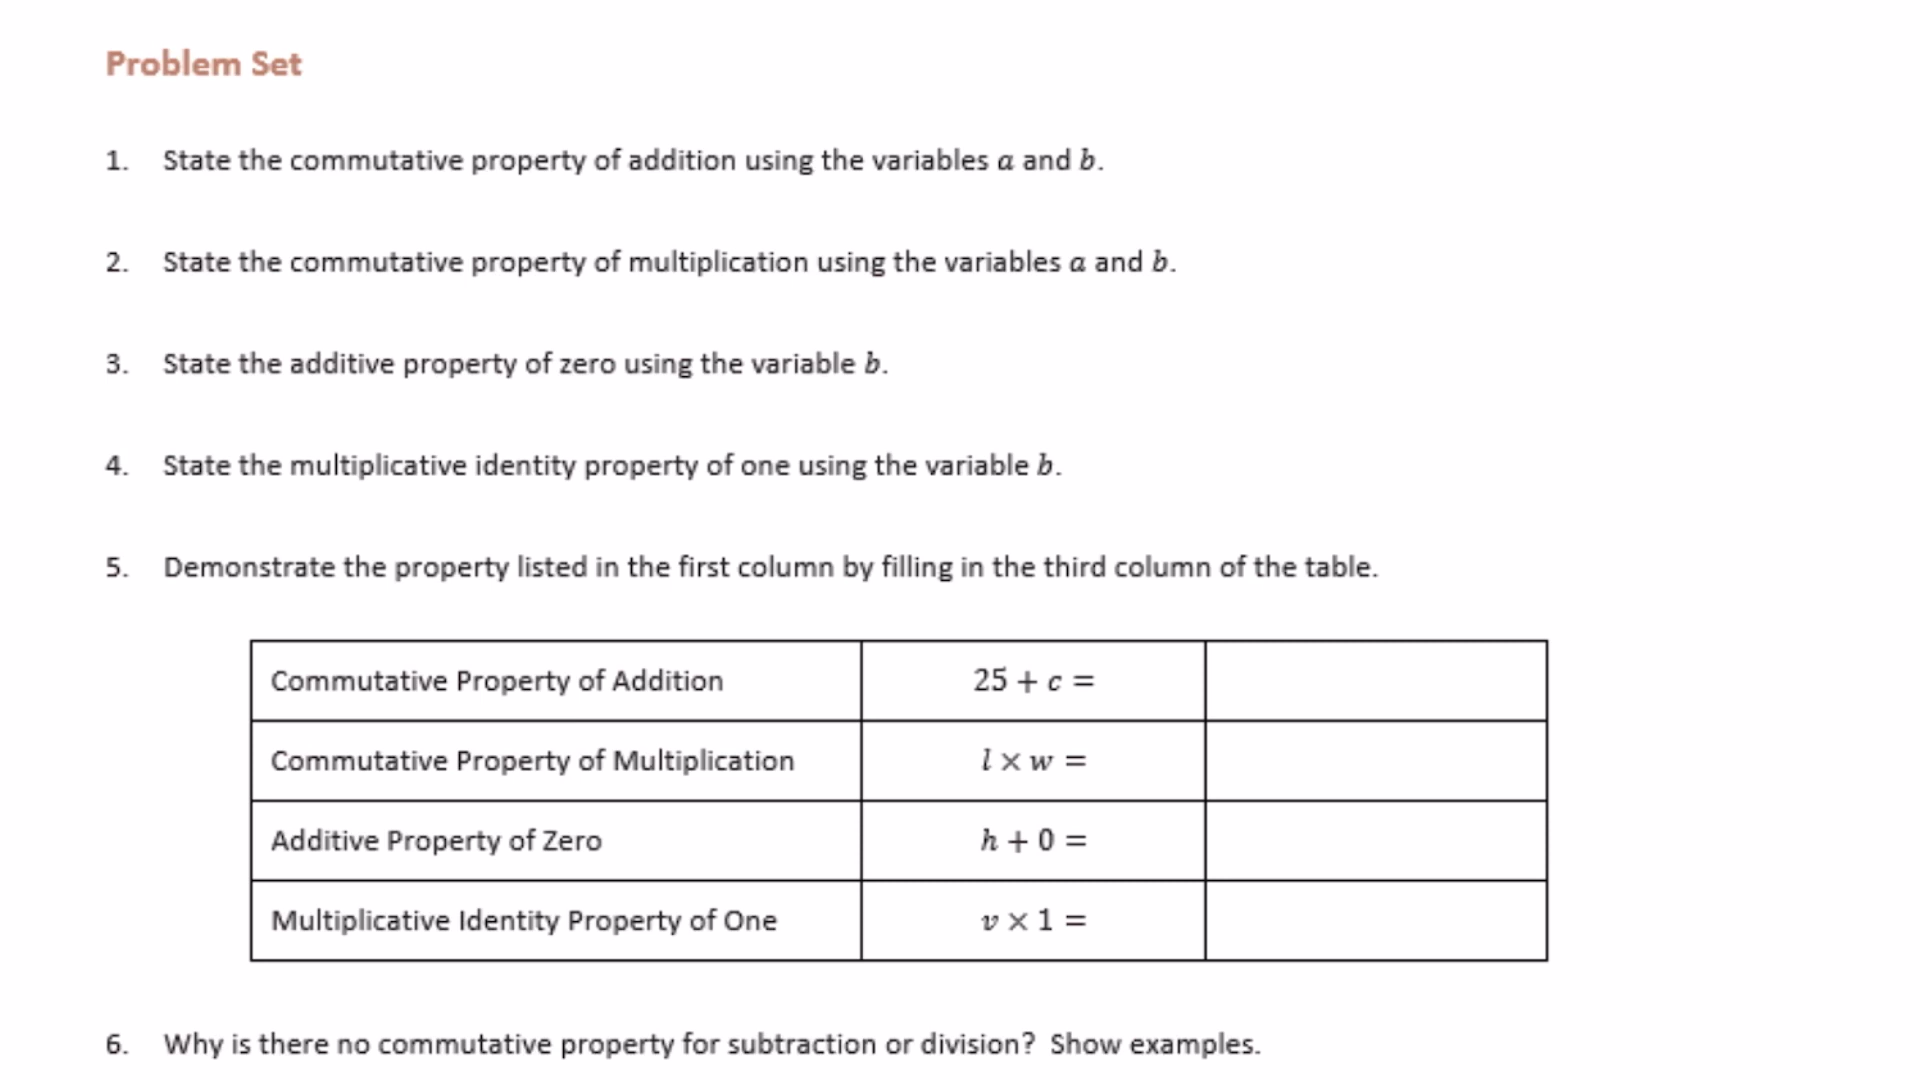 Problem Set
1. State the commutative property of addition using the variables a and b.
2. State the commutative property of multiplication using the variables a and b.
3. State the additive property of zero using the variable b.
4. State the multiplicative identity property of one using the variable b.
5. Demonstrate the property listed in the first column by filling in the third column of the table.
Commutative Property of Addition 25 + c =
Commutative Property of Multiplication l × w =
Additive Property of Zero h + 0 =
Multiplicative Identity Property of One v × 1 =
6. Why is there no commutative property for subtraction or division? Show examples.